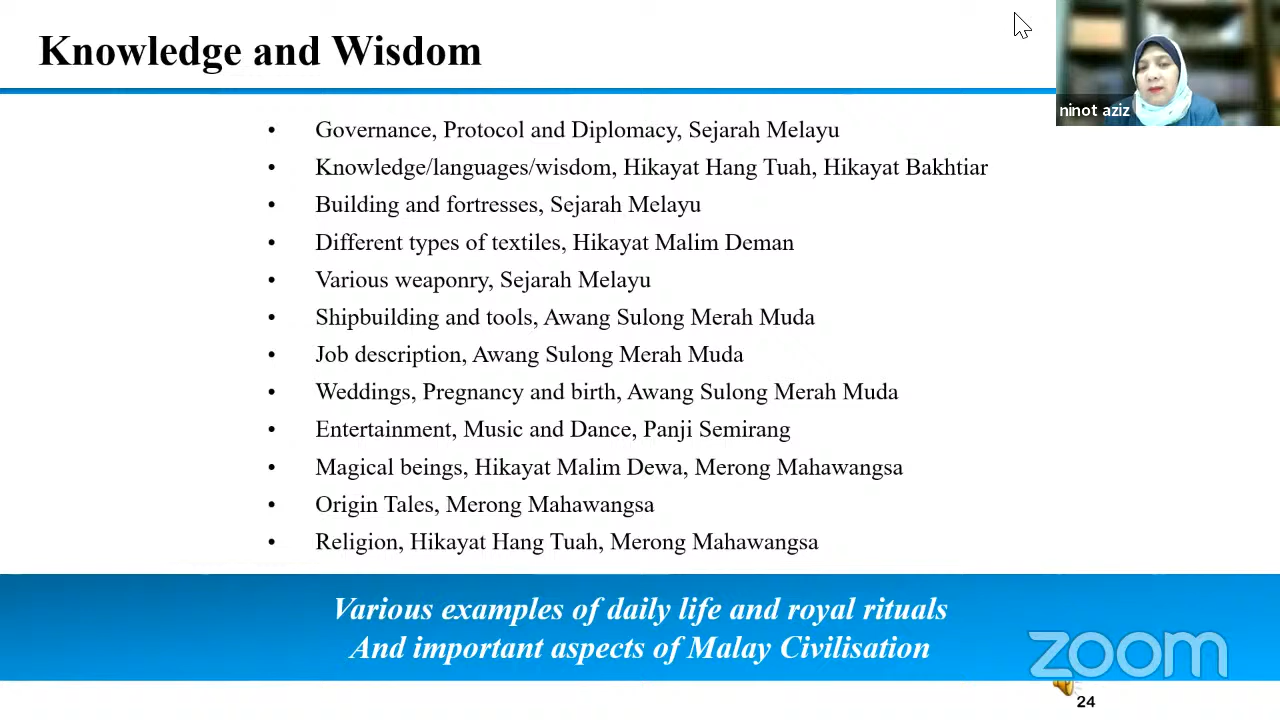 Knowledge and Wisdom
ninot aziz
• Governance, Protocol and Diplomacy, Sejarah Melayu
• Knowledge/languages/wisdom, Hikayat Hang Tuah, Hikayat Bakhtiar
• Building and fortresses, Sejarah Melayu
• Different types of textiles, Hikayat Malim Deman
• Various weaponry, Sejarah Melayu
• Shipbuilding and tools, Awang Sulong Merah Muda
• Job description, Awang Sulong Merah Muda
• Weddings, Pregnancy and birth, Awang Sulong Merah Muda
• Entertainment, Music and Dance, Panji Semirang
• Magical beings, Hikayat Malim Dewa, Merong Mahawangsa
• Origin Tales, Merong Mahawangsa
• Religion, Hikayat Hang Tuah, Merong Mahawangsa
Various examples of daily life and royal rituals
And important aspects of Malay Civilisation
zoom
24